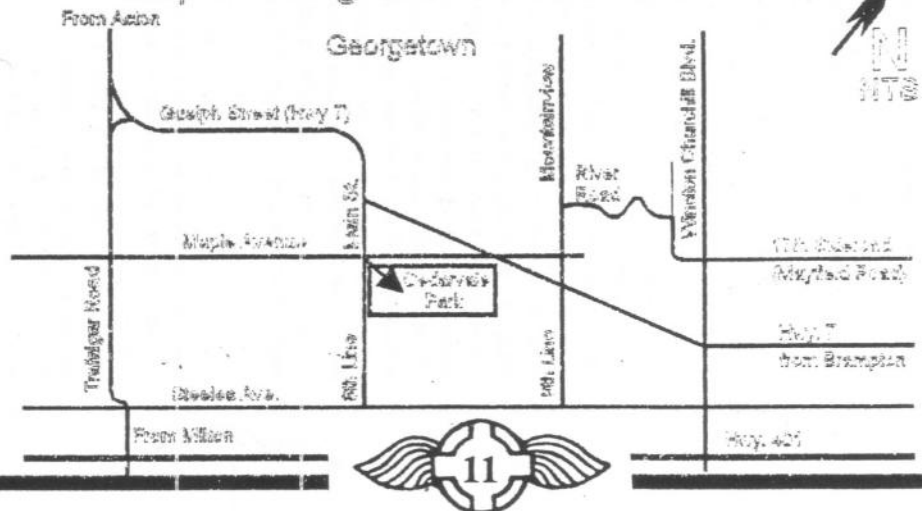 From Acton
Georgetown
N
Guelph Street (Hwy 7)
Mountainview
Winston Churchill Blvd.
River
Road
Main St.
Maple Avenue
17th Sideroad
(Mayfield Road)
Cedarvale
Park
Trafalgar Road
8th Line
9th Line
Hwy. 7
from Brampton
Steeles Ave.
From Milton
Hwy. 401
11